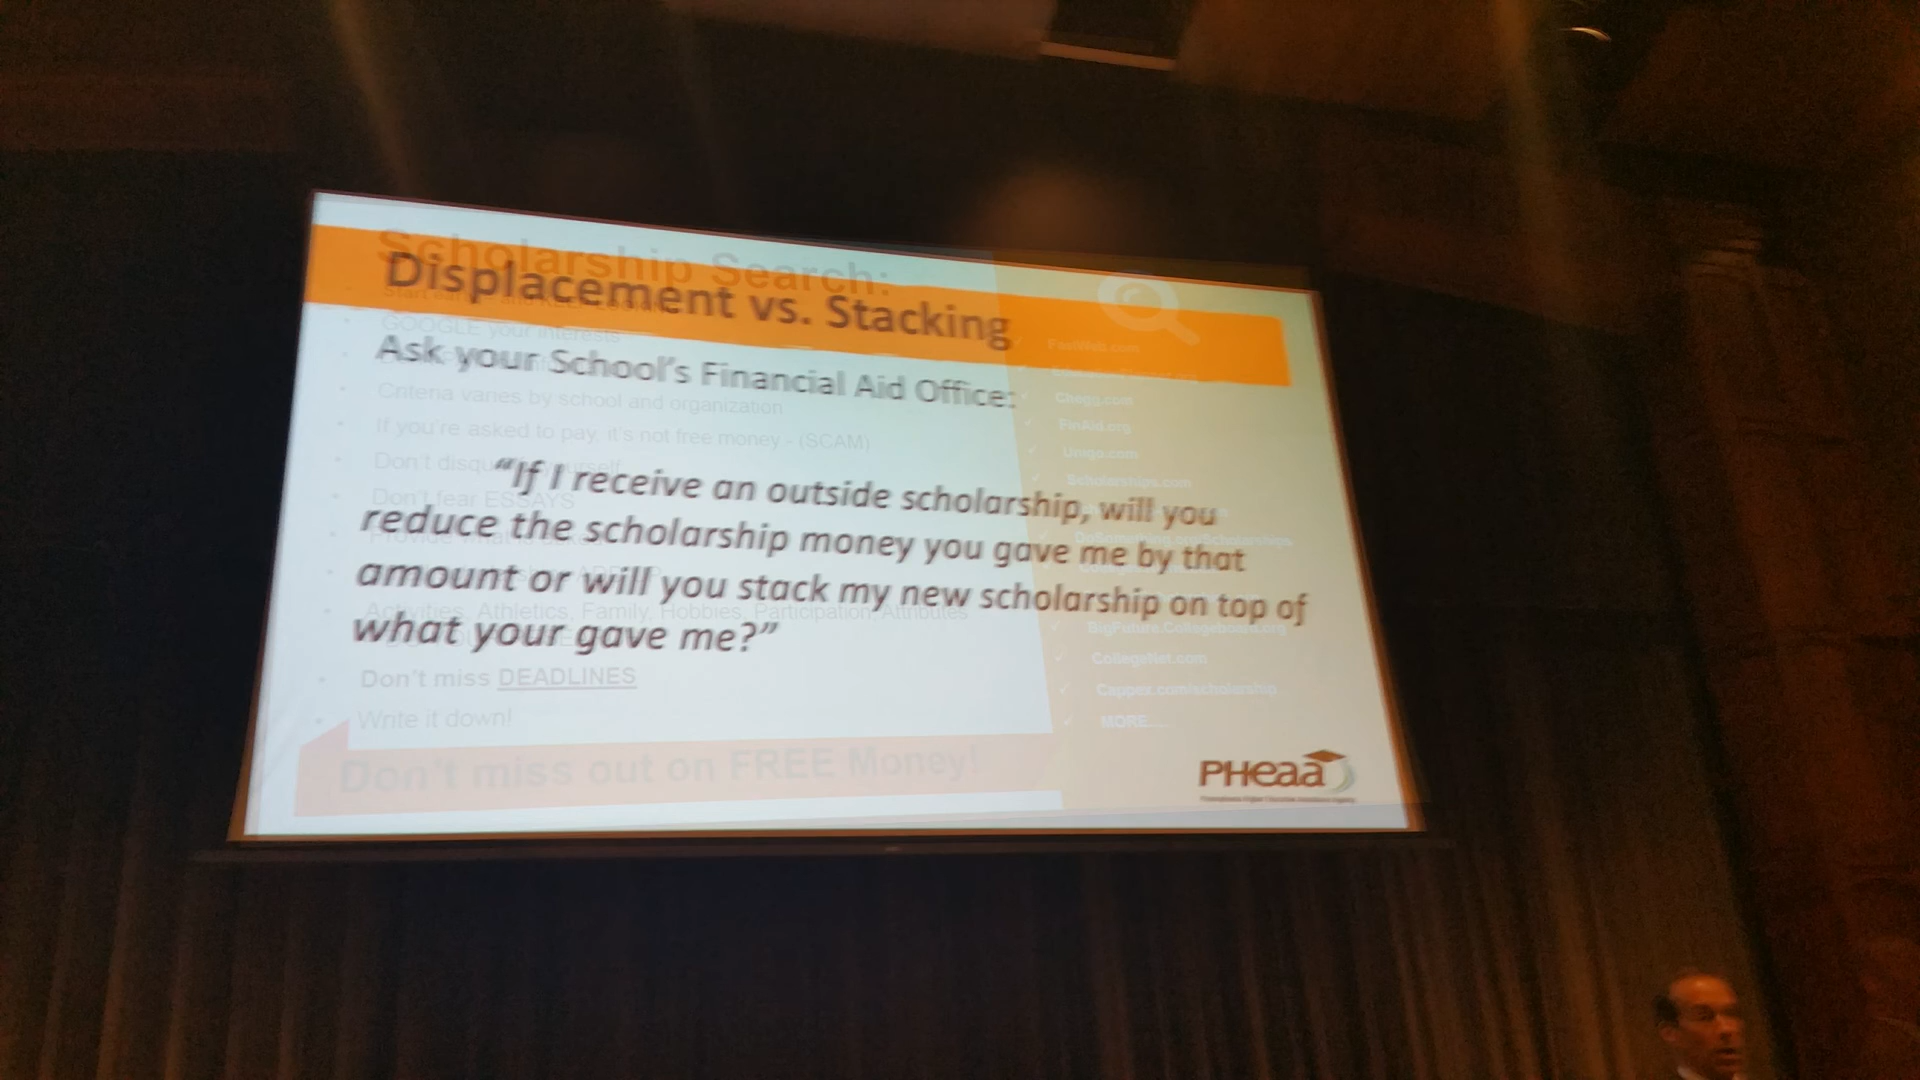 Scholarship Search:
Displacement vs. Stacking
GOOGLE your interests
Ask your School's Financial Aid Office:
Criteria varies by school and organization
If you're asked to pay, it's not free money - (SCAM)
Don't
"If I receive an outside scholarship, will you
Don't fear ESSAYS
reduce the scholarship money you gave me by that
amount or will you stack my new scholarship on top of
Activities, Athletics, Family, Hobbies, Participation, Attributes
what your gave me?"
Don't miss DEADLINES
Write it down!
Don't miss out on FREE Money!
FastWeb.com
Chegg.com
FinAid.org
Unigo.com
Scholarships.com
DoSomething.org/Scholarships
BigFuture.Collegeboard.org
CollegeNet.com
Cappex.com/scholarship
MORE....
PHeaa